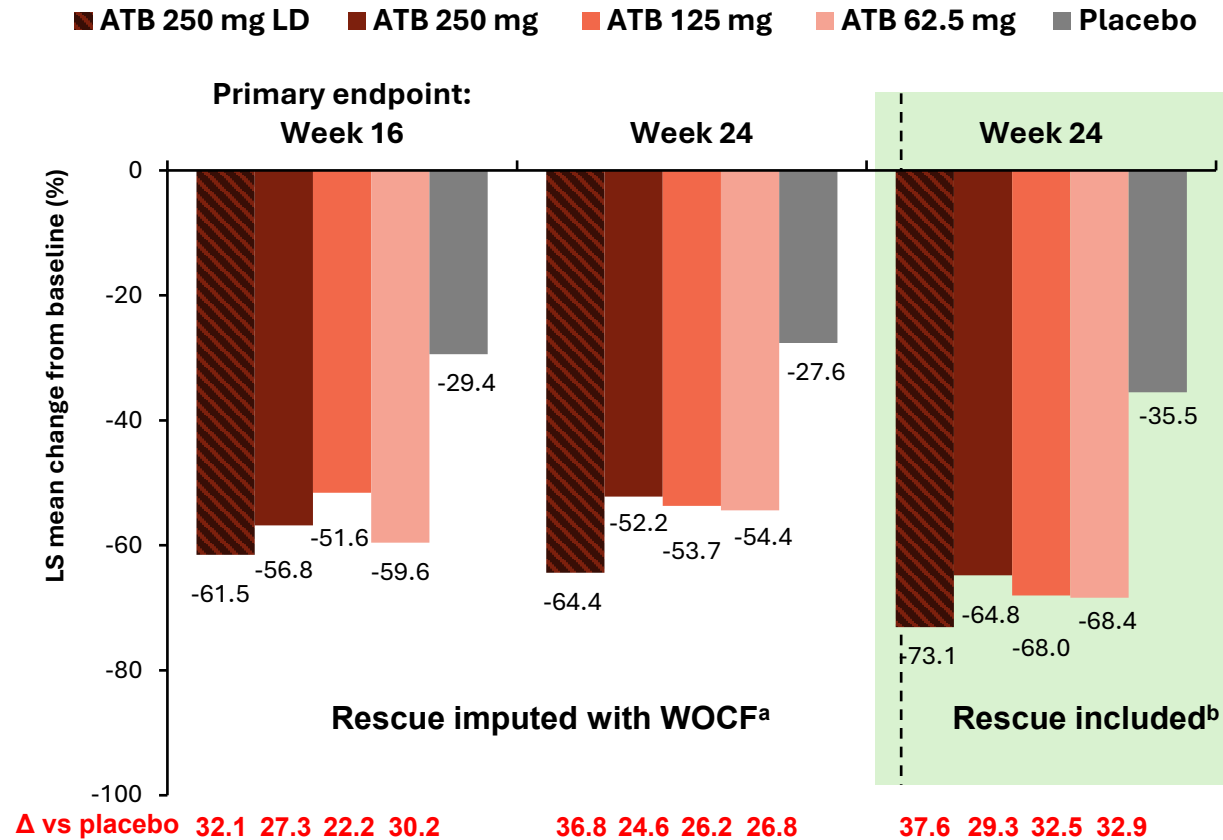 ATB 250 mg LD ATB 250 mg ATB 125 mg ATB 62.5 mg Placebo
Primary endpoint:
Week 16 Week 24 Week 24
LS mean change from baseline (%)
0
-20
-40
-60
-80
-100
-61.5 -56.8 -51.6 -59.6 -29.4
-64.4 -52.2 -53.7 -54.4 -27.6
-73.1 -64.8 -68.0 -68.4 -35.5
Rescue imputed with WOCFᵃ Rescue includedᵇ
Δ vs placebo 32.1 27.3 22.2 30.2 36.8 24.6 26.2 26.8 37.6 29.3 32.5 32.9